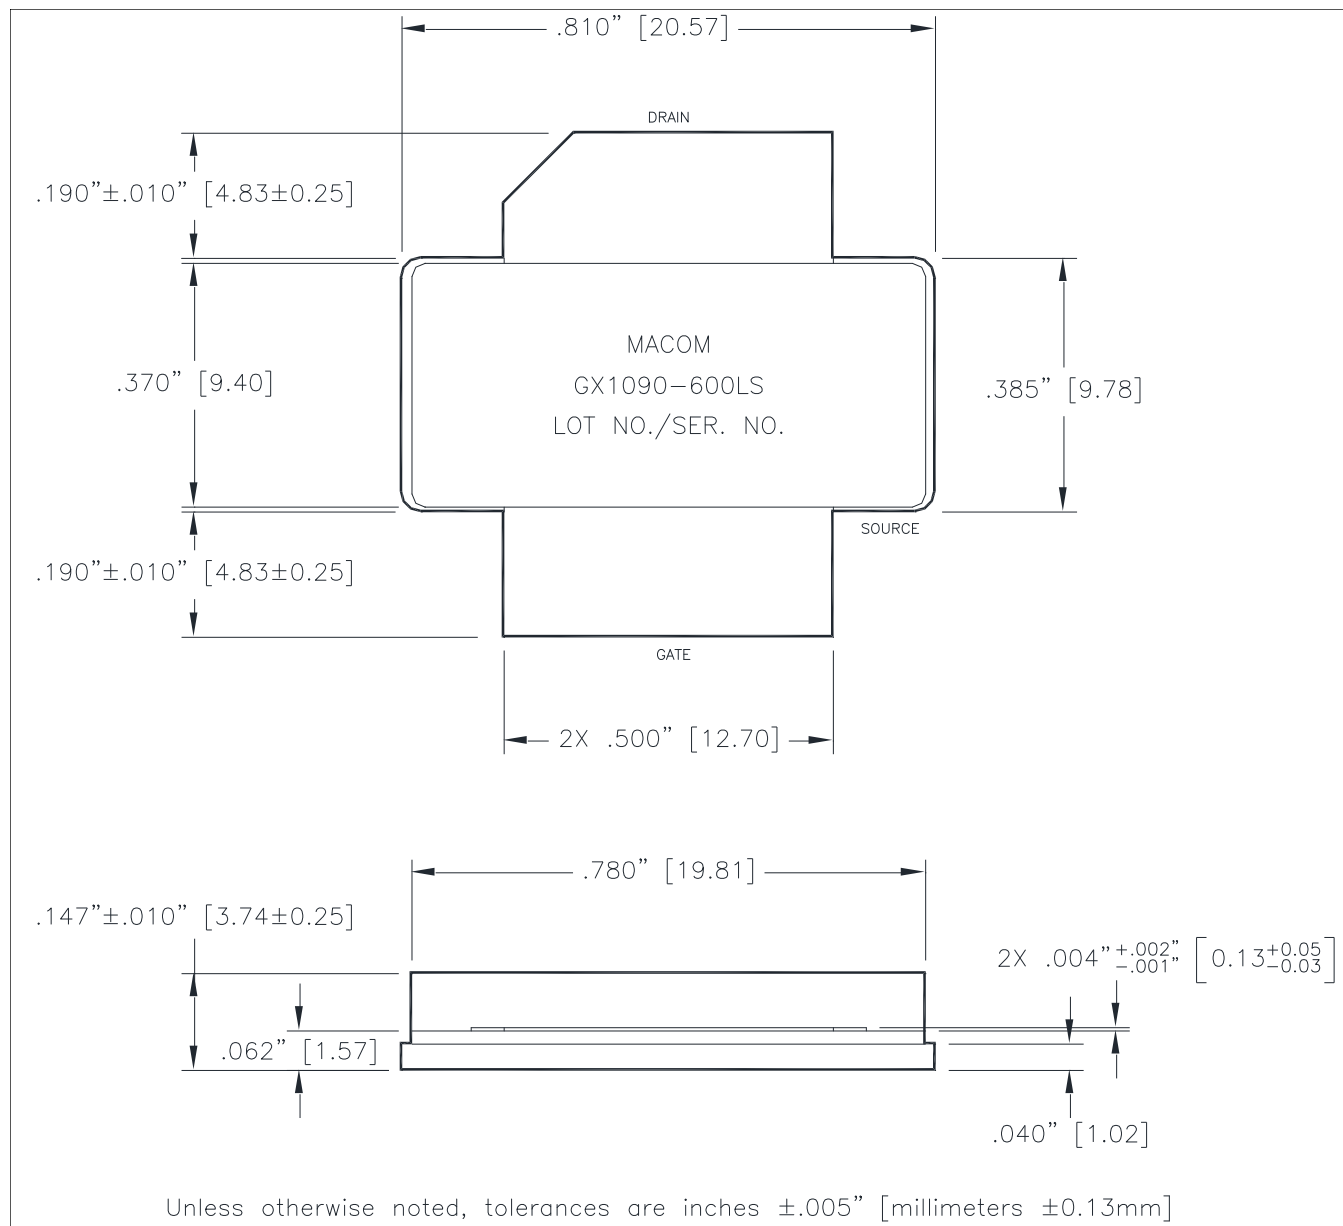 .810” [20.57]
DRAIN
.190”±.010” [4.83±0.25]
MACOM
.370” [9.40]
GX1090-600LS
.385” [9.78]
LOT NO./SER. NO.
SOURCE
.190”±.010” [4.83±0.25]
GATE
2X .500” [12.70]
.780” [19.81]
.147”±.010” [3.74±0.25]
2X .004” +.002” -.001” [0.13 +0.05 -0.03]
.062” [1.57]
.040” [1.02]
Unless otherwise noted, tolerances are inches ±.005” [millimeters ±0.13mm]